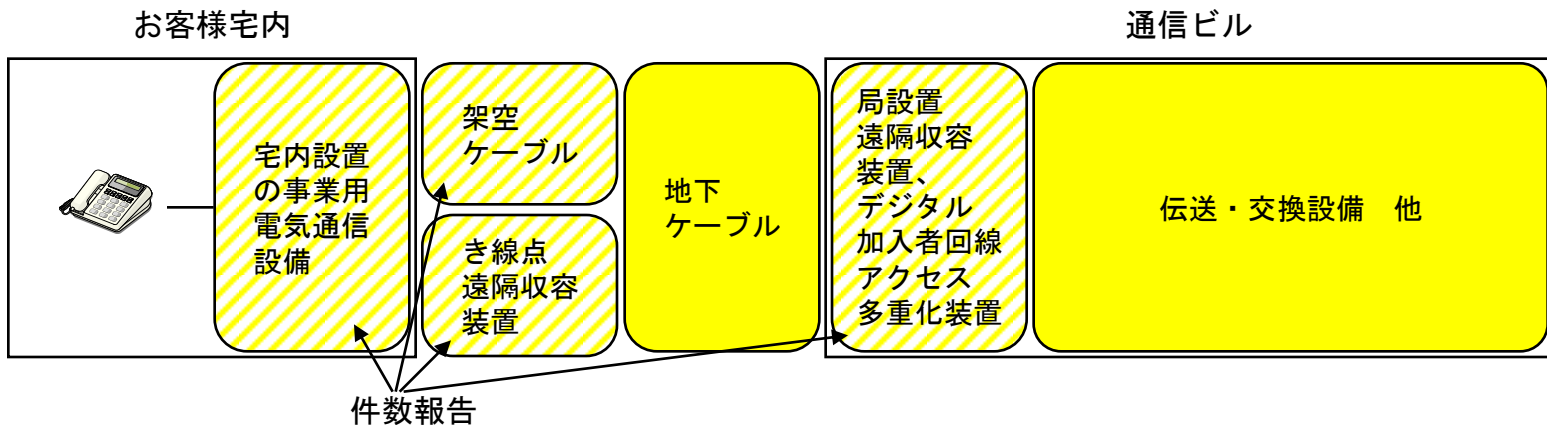 お客様宅内
通信ビル
宅内設置
の事業用
電気通信
設備
架空
ケーブル
き線点
遠隔収容
装置
地下
ケーブル
局設置
遠隔収容
装置、
デジタル
加入者回線
アクセス
多重化装置
伝送・交換設備　他
件数報告